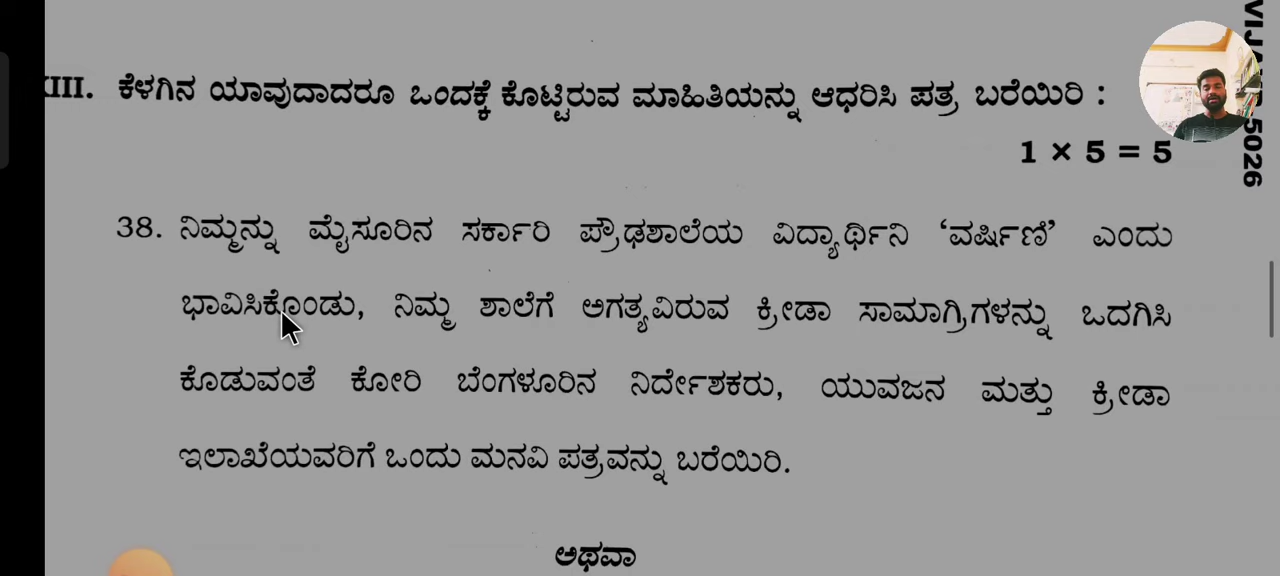 XIII. ಕೆಳಗಿನ ಯಾವುದಾದರೂ ಒಂದಕ್ಕೆ ಕೊಟ್ಟಿರುವ ಮಾಹಿತಿಯನ್ನು ಆಧರಿಸಿ ಪತ್ರ ಬರೆಯಿರಿ :
1 × 5 = 5
38. ನಿಮ್ಮನ್ನು ಮೈಸೂರಿನ ಸರ್ಕಾರಿ ಪ್ರೌಢಶಾಲೆಯ ವಿದ್ಯಾರ್ಥಿನಿ ‘ವರ್ಷಿಣಿ’ ಎಂದು
ಭಾವಿಸಿಕೊಂಡು, ನಿಮ್ಮ ಶಾಲೆಗೆ ಅಗತ್ಯವಿರುವ ಕ್ರೀಡಾ ಸಾಮಾಗ್ರಿಗಳನ್ನು ಒದಗಿಸಿ
ಕೊಡುವಂತೆ ಕೋರಿ ಬೆಂಗಳೂರಿನ ನಿರ್ದೇಶಕರು, ಯುವಜನ ಮತ್ತು ಕ್ರೀಡಾ
ಇಲಾಖೆಯವರಿಗೆ ಒಂದು ಮನವಿ ಪತ್ರವನ್ನು ಬರೆಯಿರಿ.
ಅಥವಾ
5026